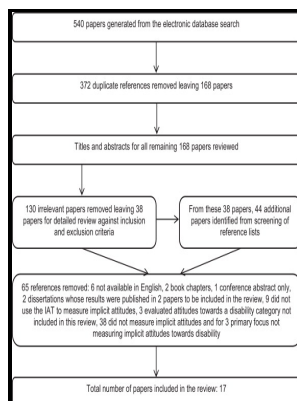 540 papers generated from the electronic database search
372 duplicate references removed leaving 168 papers
Titles and abstracts for all remaining 168 papers reviewed
130 irrelevant papers removed leaving 38
papers for detailed review against inclusion
and exclusion criteria
From these 38 papers, 44 additional
papers identified from screening of
reference lists
65 references removed: 6 not available in English, 2 book chapters, 1 conference abstract only,
2 dissertations whose results were published in 2 papers to be included in the review, 9 did not
use the IAT to measure implicit attitudes, 3 evaluated attitudes towards a disability category not
included in this review, 38 did not measure implicit attitudes and for 3 primary focus not
measuring implicit attitudes towards disability
Total number of papers included in the review: 17